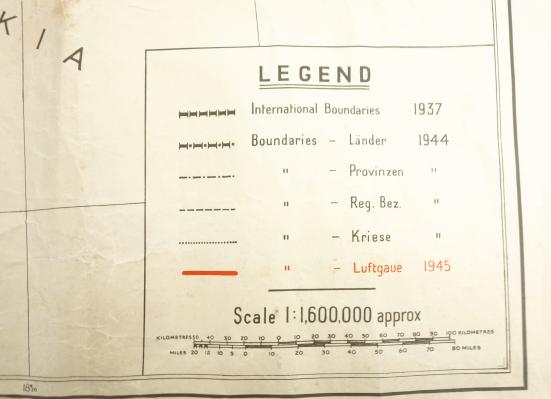 K I A
LEGEND
International Boundaries 1937
Boundaries – Länder 1944
" – Provinzen "
" – Reg. Bez. "
" – Kriese "
" – Luftgaue 1945
Scale 1:1,600,000 approx
KILOMETRES 50 40 30 20 10 0 10 20 30 40 50 60 70 80 90 100 KILOMETRES
MILES 20 10 5 0 10 20 30 40 50 60 70 80 MILES